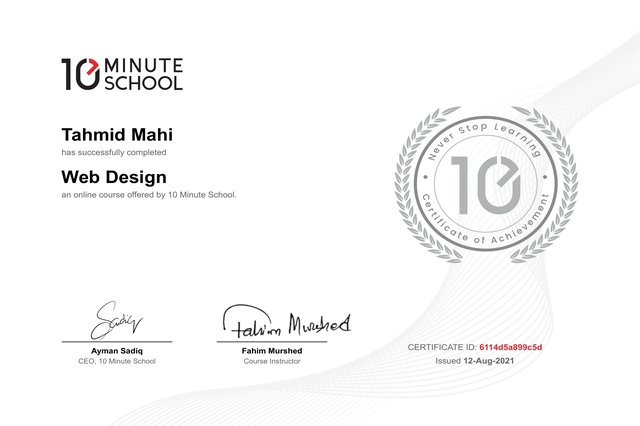 10 MINUTE
SCHOOL
Tahmid Mahi
has successfully completed
Web Design
an online course offered by 10 Minute School.
Never Stop Learning
10
Certificate of Achievement
Sadiq
Fahim Murshed
Ayman Sadiq
Fahim Murshed
CEO, 10 Minute School
Course Instructor
CERTIFICATE ID: 6114d5a899c5d
Issued 12-Aug-2021